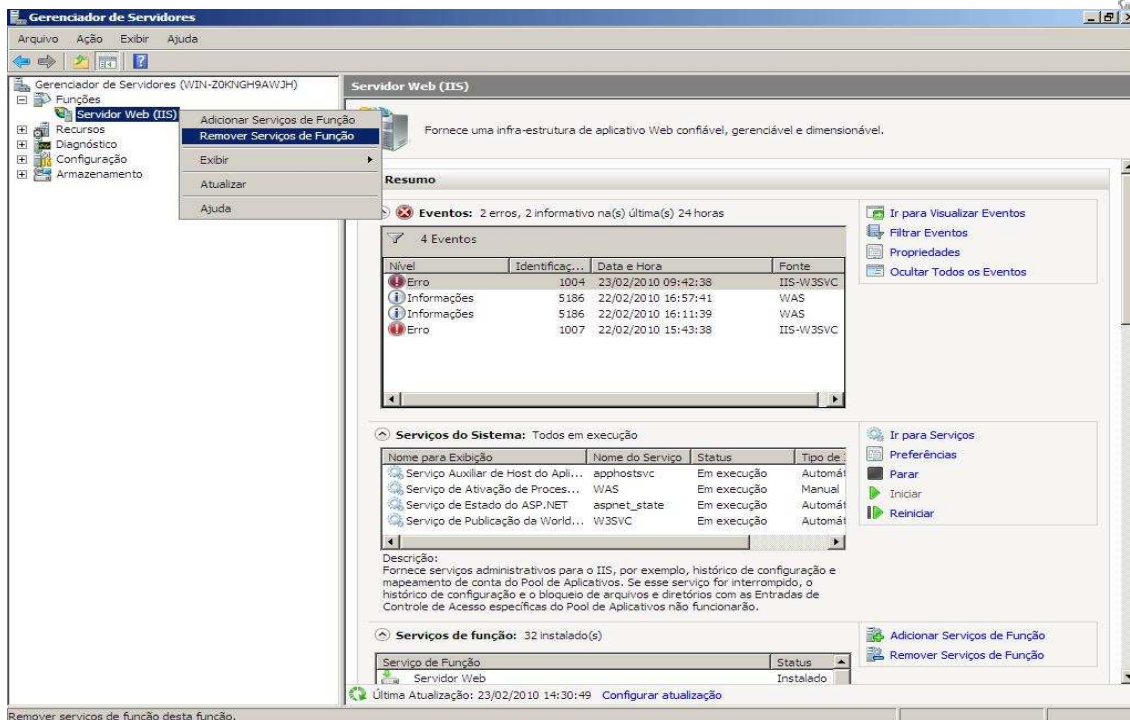 Gerenciador de Servidores
Arquivo Ação Exibir Ajuda
Gerenciador de Servidores (WIN-Z0KNGH9AWJH)
Funções
Servidor Web (IIS)
Recursos
Diagnóstico
Configuração
Armazenamento
Adicionar Serviços de Função
Remover Serviços de Função
Exibir
Atualizar
Ajuda
Servidor Web (IIS)
Fornece uma infra-estrutura de aplicativo Web confiável, gerenciável e dimensionável.
Resumo
Eventos: 2 erros, 2 informativo na(s) última(s) 24 horas
4 Eventos
Nível Identificaç... Data e Hora Fonte
Erro 1004 23/02/2010 09:42:38 IIS-W3SVC
Informações 5186 22/02/2010 16:57:41 WAS
Informações 5186 22/02/2010 16:11:39 WAS
Erro 1007 22/02/2010 15:43:38 IIS-W3SVC
Ir para Visualizar Eventos
Filtrar Eventos
Propriedades
Ocultar Todos os Eventos
Serviços do Sistema: Todos em execução
Nome para Exibição Nome do Serviço Status Tipo de
Serviço Auxiliar de Host do Apli... apphostsvc Em execução Automát
Serviço de Ativação de Proces... WAS Em execução Manual
Serviço de Estado do ASP.NET aspnet_state Em execução Automát
Serviço de Publicação da World... W3SVC Em execução Automát
Descrição:
Fornece serviços administrativos para o IIS, por exemplo, histórico de configuração e
mapeamento de conta do Pool de Aplicativos. Se esse serviço for interrompido, o
histórico de configuração e o bloqueio de arquivos e diretórios com as Entradas de
Controle de Acesso específicas do Pool de Aplicativos não funcionarão.
Ir para Serviços
Preferências
Parar
Iniciar
Reiniciar
Serviços de função: 32 instalado(s)
Serviço de Função Status
Servidor Web Instalado
Adicionar Serviços de Função
Remover Serviços de Função
Última Atualização: 23/02/2010 14:30:49 Configurar atualização
Remover serviços de função desta função.